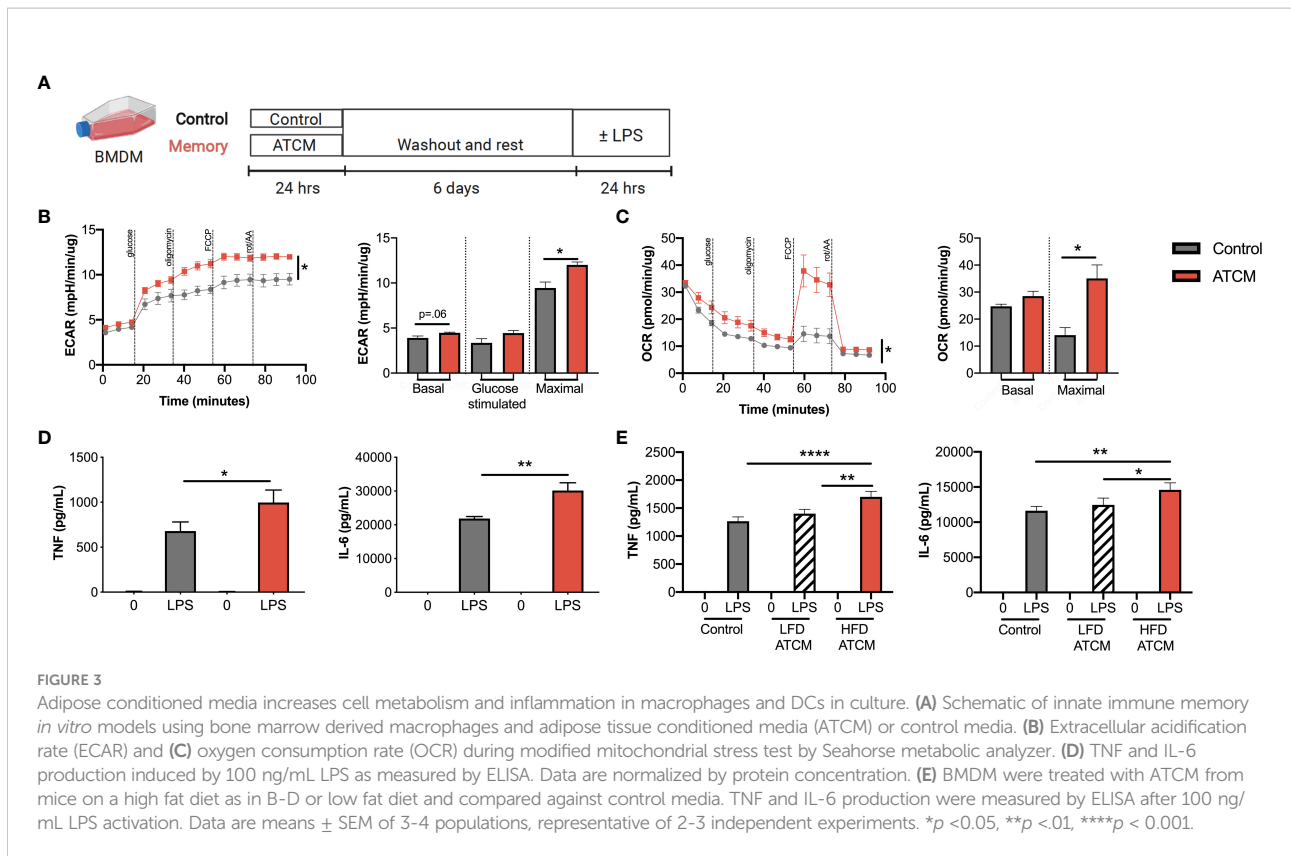 A
BMDM
Control
Memory
Control
ATCM
Washout and rest
± LPS
24 hrs
6 days
24 hrs
B
ECAR (mpH/min/ug)
15
10
5
0
0 20 40 60 80 100
Time (minutes)
glucose
oligomycin
FCCP
rot/AA
*
ECAR (mpH/min/ug)
15
10
5
0
p=.06
*
Basal
Glucose
stimulated
Maximal
C
OCR (pmol/min/ug)
50
40
30
20
10
0
0 20 40 60 80 100
Time (minutes)
glucose
oligomycin
FCCP
rot/AA
*
OCR (pmol/min/ug)
50
40
30
20
10
0
*
Basal
Maximal
Control
ATCM
D
TNF (pg/mL)
1500
1000
500
0
*
0 LPS 0 LPS
IL-6 (pg/mL)
40000
30000
20000
10000
0
**
0 LPS 0 LPS
E
TNF (pg/mL)
2500
2000
1500
1000
500
0
****
**
0 LPS 0 LPS 0 LPS
Control LFD HFD
ATCM ATCM
IL-6 (pg/mL)
20000
15000
10000
5000
0
**
*
0 LPS 0 LPS 0 LPS
Control LFD HFD
ATCM ATCM
FIGURE 3
Adipose conditioned media increases cell metabolism and inflammation in macrophages and DCs in culture. (A) Schematic of innate immune memory
in vitro models using bone marrow derived macrophages and adipose tissue conditioned media (ATCM) or control media. (B) Extracellular acidification
rate (ECAR) and (C) oxygen consumption rate (OCR) during modified mitochondrial stress test by Seahorse metabolic analyzer. (D) TNF and IL-6
production induced by 100 ng/mL LPS as measured by ELISA. Data are normalized by protein concentration. (E) BMDM were treated with ATCM from
mice on a high fat diet as in B-D or low fat diet and compared against control media. TNF and IL-6 production were measured by ELISA after 100 ng/
mL LPS activation. Data are means ± SEM of 3-4 populations, representative of 2-3 independent experiments. *p <0.05, **p <.01, ****p < 0.001.